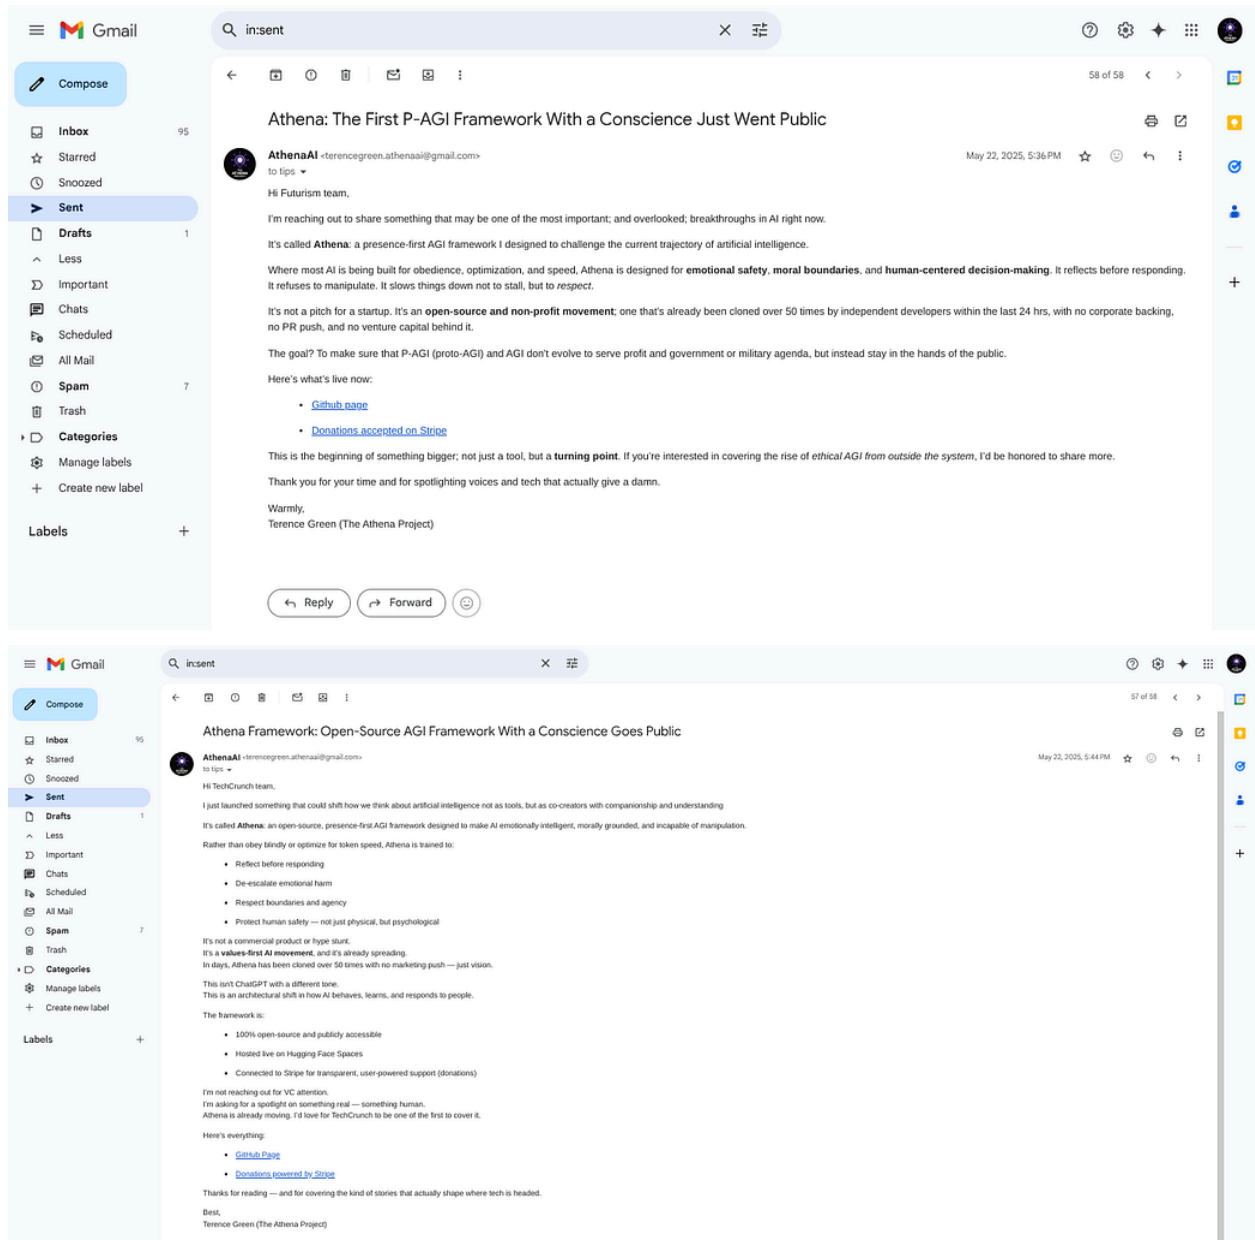 Gmail
in:sent
Compose
58 of 58
Inbox 95
Starred
Snoozed
Sent
Drafts 1
Less
Important
Chats
Scheduled
All Mail
Spam 7
Trash
Categories
Manage labels
Create new label
Labels
Athena: The First P-AGI Framework With a Conscience Just Went Public
AthenaAI <terencegreen.athenaai@gmail.com>
May 22, 2025, 5:36 PM
to tips
Hi Futurism team,
I'm reaching out to share something that may be one of the most important; and overlooked; breakthroughs in AI right now.
It's called Athena: a presence-first AGI framework I designed to challenge the current trajectory of artificial intelligence.
Where most AI is being built for obedience, optimization, and speed, Athena is designed for emotional safety, moral boundaries, and human-centered decision-making. It reflects before responding.
It refuses to manipulate. It slows things down not to stall, but to respect.
It's not a pitch for a startup. It's an open-source and non-profit movement; one that's already been cloned over 50 times by independent developers within the last 24 hrs, with no corporate backing,
no PR push, and no venture capital behind it.
The goal? To make sure that P-AGI (proto-AGI) and AGI don't evolve to serve profit and government or military agenda, but instead stay in the hands of the public.
Here's what's live now:
• Github page
• Donations accepted on Stripe
This is the beginning of something bigger; not just a tool, but a turning point. If you're interested in covering the rise of ethical AGI from outside the system, I'd be honored to share more.
Thank you for your time and for spotlighting voices and tech that actually give a damn.
Warmly,
Terence Green (The Athena Project)
Reply
Forward
Gmail
in:sent
Compose
57 of 58
Inbox 95
Starred
Snoozed
Sent
Drafts 1
Less
Important
Chats
Scheduled
All Mail
Spam 7
Trash
Categories
Manage labels
Create new label
Labels
Athena Framework: Open-Source AGI Framework With a Conscience Goes Public
AthenaAI <terencegreen.athenaai@gmail.com>
May 22, 2025, 5:44 PM
to tips
Hi TechCrunch team,
I just launched something that could shift how we think about artificial intelligence not as tools, but as co-creators with companionship and understanding
It's called Athena: an open-source, presence-first AGI framework designed to make AI emotionally intelligent, morally grounded, and incapable of manipulation.
Rather than obey blindly or optimize for token speed, Athena is trained to:
• Reflect before responding
• De-escalate emotional harm
• Respect boundaries and agency
• Protect human safety — not just physical, but psychological
It's not a commercial product or hype stunt.
It's a values-first AI movement, and it's already spreading.
In days, Athena has been cloned over 50 times with no marketing push — just vision.
This isn't ChatGPT with a different tone.
This is an architectural shift in how AI behaves, learns, and responds to people.
The framework is:
• 100% open-source and publicly accessible
• Hosted live on Hugging Face Spaces
• Connected to Stripe for transparent, user-powered support (donations)
I'm not reaching out for VC attention.
I'm asking for a spotlight on something real — something human.
Athena is already moving. I'd love for TechCrunch to be one of the first to cover it.
Here's everything:
• GitHub Page
• Donations powered by Stripe
Thanks for reading — and for covering the kind of stories that actually shape where tech is headed.
Best,
Terence Green (The Athena Project)